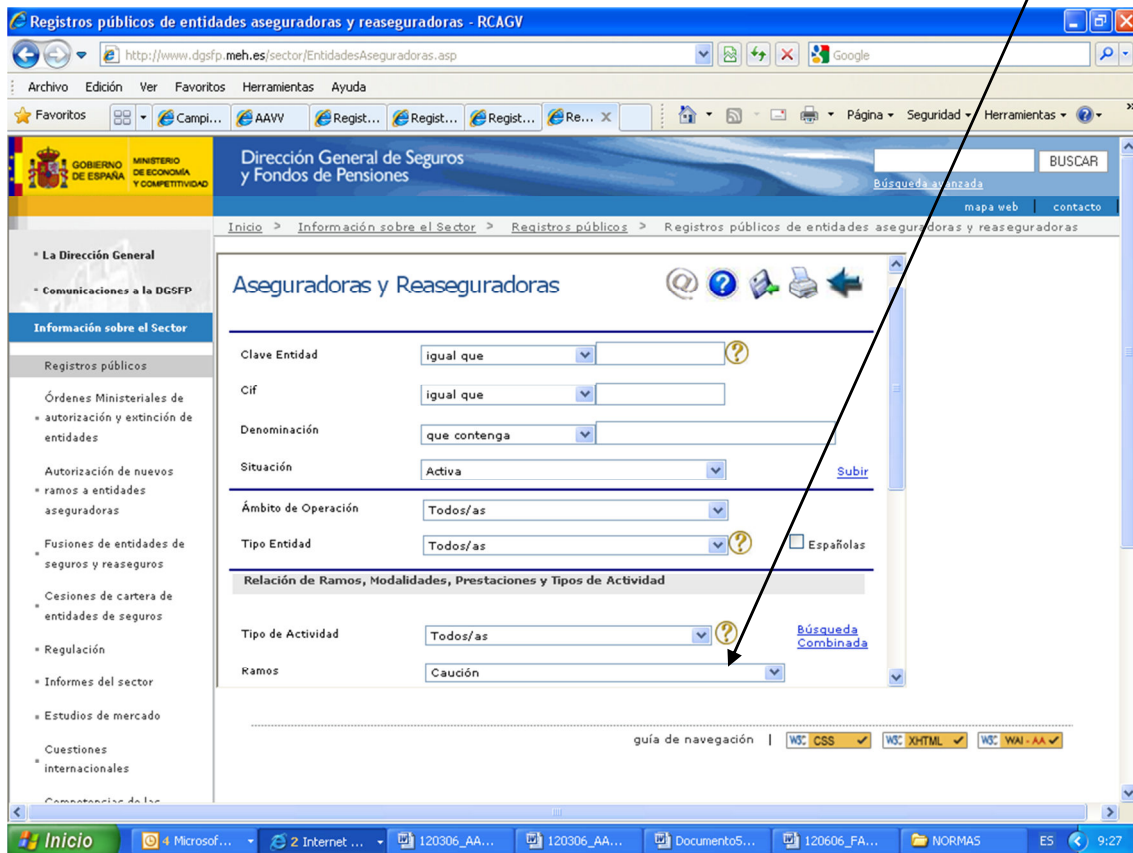 Registros públicos de entidades aseguradoras y reaseguradoras - RCAGV
http://www.dgsfp.meh.es/sector/EntidadesAseguradoras.asp
Google
Archivo Edición Ver Favoritos Herramientas Ayuda
Favoritos Campi... AAVV Regist... Regist... Regist... Re... X Página Seguridad Herramientas »
GOBIERNO DE ESPAÑA
MINISTERIO DE ECONOMÍA Y COMPETITIVIDAD
Dirección General de Seguros
y Fondos de Pensiones
BUSCAR
Búsqueda avanzada
mapa web | contacto |
Inicio > Información sobre el Sector > Registros públicos > Registros públicos de entidades aseguradoras y reaseguradoras
La Dirección General
Comunicaciones a la DGSFP
Información sobre el Sector
Registros públicos
Órdenes Ministeriales de
autorización y extinción de
entidades
Autorización de nuevos
ramos a entidades
aseguradoras
Fusiones de entidades de
seguros y reaseguros
Cesiones de cartera de
entidades de seguros
Regulación
Informes del sector
Estudios de mercado
Cuestiones
internacionales
Competencias de las
Aseguradoras y Reaseguradoras
Clave Entidad igual que
Cif igual que
Denominación que contenga
Situación Activa Subir
Ámbito de Operación Todos/as
Tipo Entidad Todos/as Españolas
Relación de Ramos, Modalidades, Prestaciones y Tipos de Actividad
Tipo de Actividad Todos/as Búsqueda
Combinada
Ramos Caución
guía de navegación | W3C CSS W3C XHTML W3C WAI-AA
Inicio 4 Microsof... 2 Internet ... 120306_AA... 120306_AA... Documento5... 120606_FA... NORMAS ES 9:27